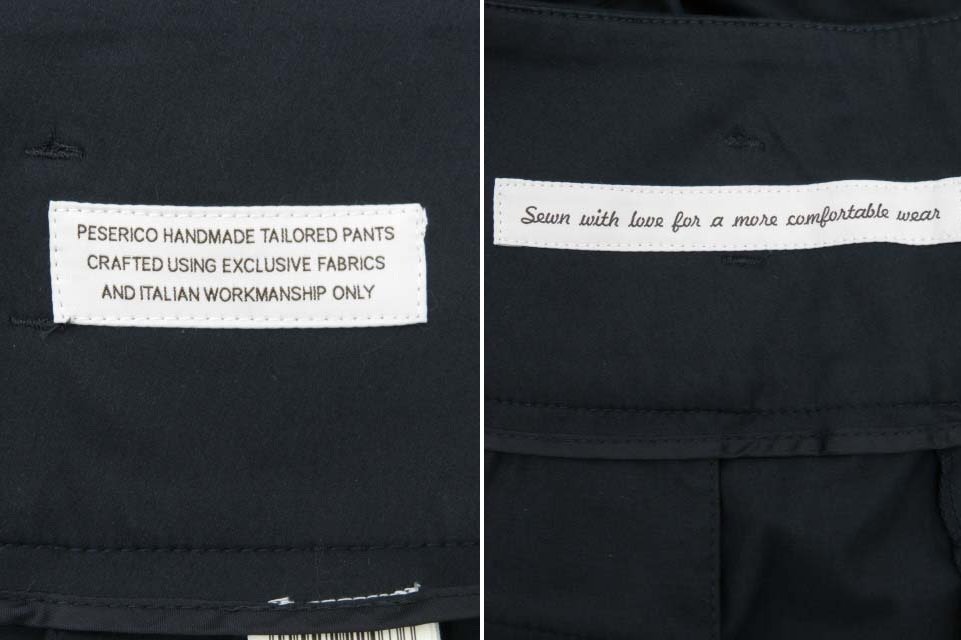 PESERICO HANDMADE TAILORED PANTS
CRAFTED USING EXCLUSIVE FABRICS
AND ITALIAN WORKMANSHIP ONLY
Sewn with love for a more comfortable wear